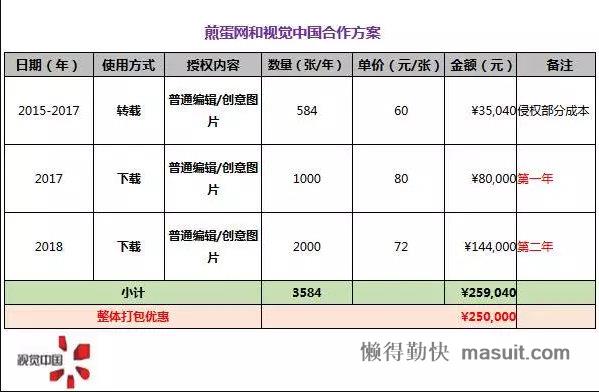 煎蛋网和视觉中国合作方案
日期（年） 使用方式 授权内容 数量（张/年） 单价（元/张） 金额（元） 备注
2015-2017 转载 普通编辑/创意图片 584 60 ¥35,040 侵权部分成本
2017 下载 普通编辑/创意图片 1000 80 ¥80,000 第一年
2018 下载 普通编辑/创意图片 2000 72 ¥144,000 第二年
小计 3584 ¥259,040
整体打包优惠 ¥250,000
视觉中国
懒得勤快 masuit.com